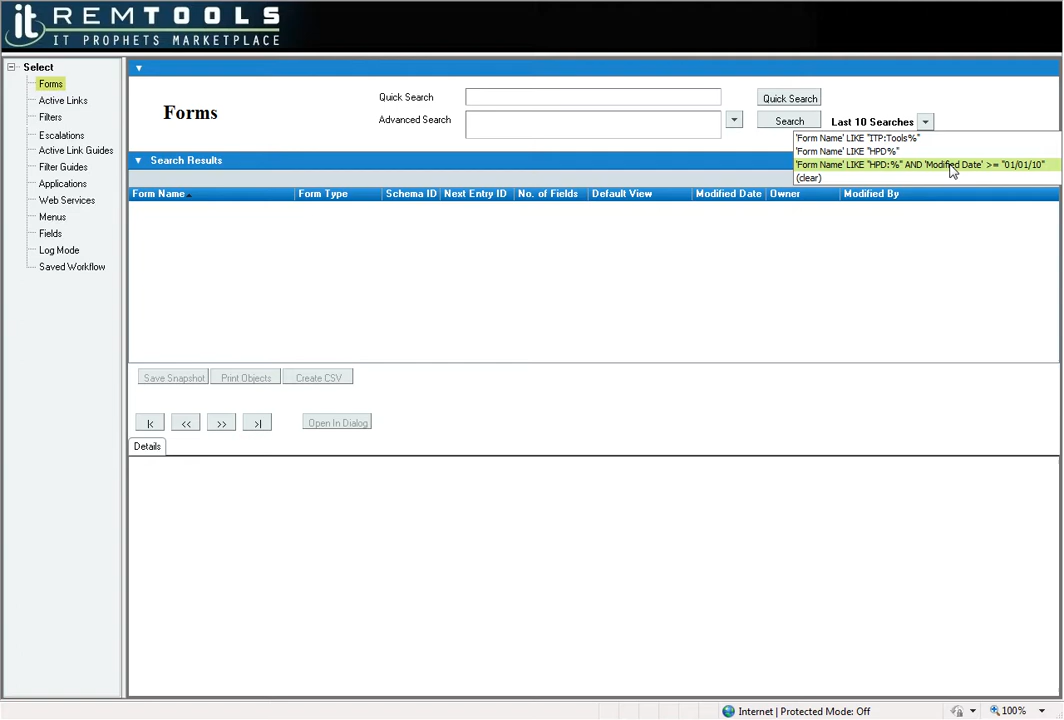 it REMTOOLS
IT PROPHETS MARKETPLACE
Select
Forms
Active Links
Filters
Escalations
Active Link Guides
Filter Guides
Applications
Web Services
Menus
Fields
Log Mode
Saved Workflow
Forms
Quick Search
Quick Search
Advanced Search
Search
Last 10 Searches
'Form Name' LIKE "ITP:Tools%"
'Form Name' LIKE "HPD%"
'Form Name' LIKE "HPD:%" AND 'Modified Date' >= "01/01/10"
(clear)
Search Results
Form Name Form Type Schema ID Next Entry ID No. of Fields Default View Modified Date Owner Modified By
Save Snapshot Print Objects Create CSV
|< << >> >| Open In Dialog
Details
Internet | Protected Mode: Off 100%